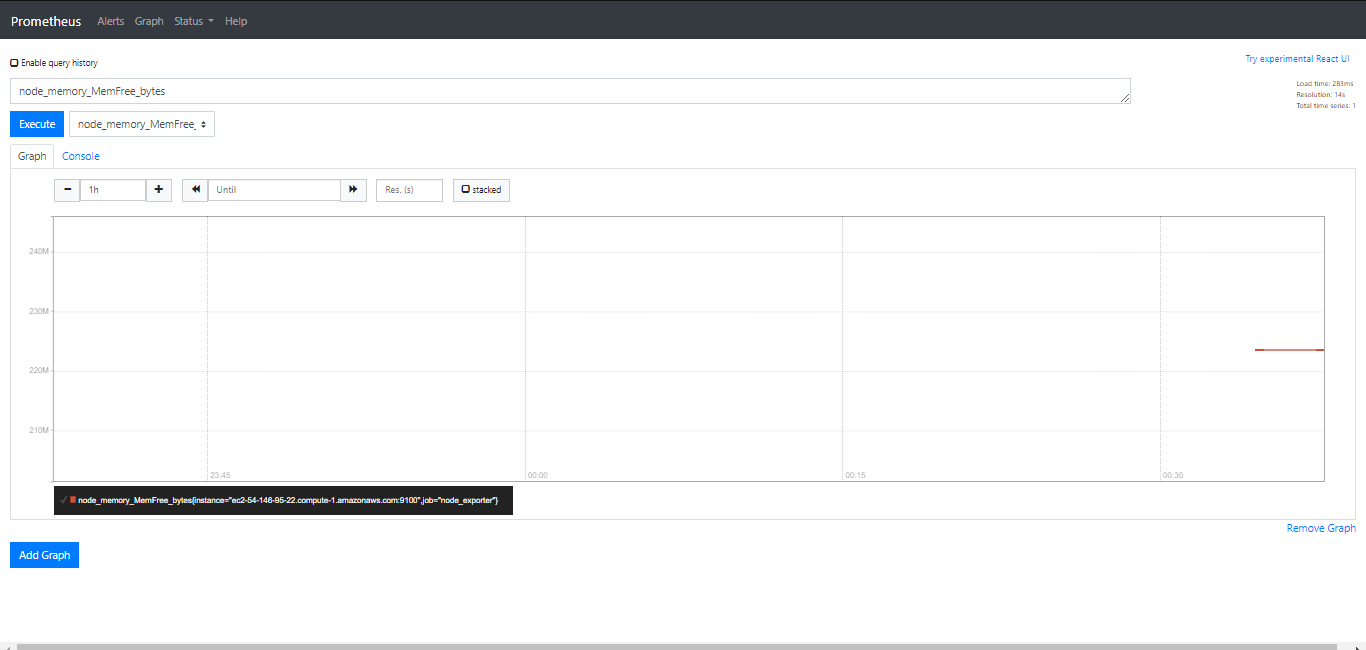 Prometheus Alerts Graph Status Help
Enable query history
Try experimental React UI
node_memory_MemFree_bytes
Load time: 283ms
Resolution: 14s
Total time series: 1
Execute node_memory_MemFree_
Graph Console
1h Until Res. (s) stacked
240M
230M
220M
210M
23:45 00:00 00:15 00:30
node_memory_MemFree_bytes{instance="ec2-54-146-95-22.compute-1.amazonaws.com:9100",job="node_exporter"}
Remove Graph
Add Graph